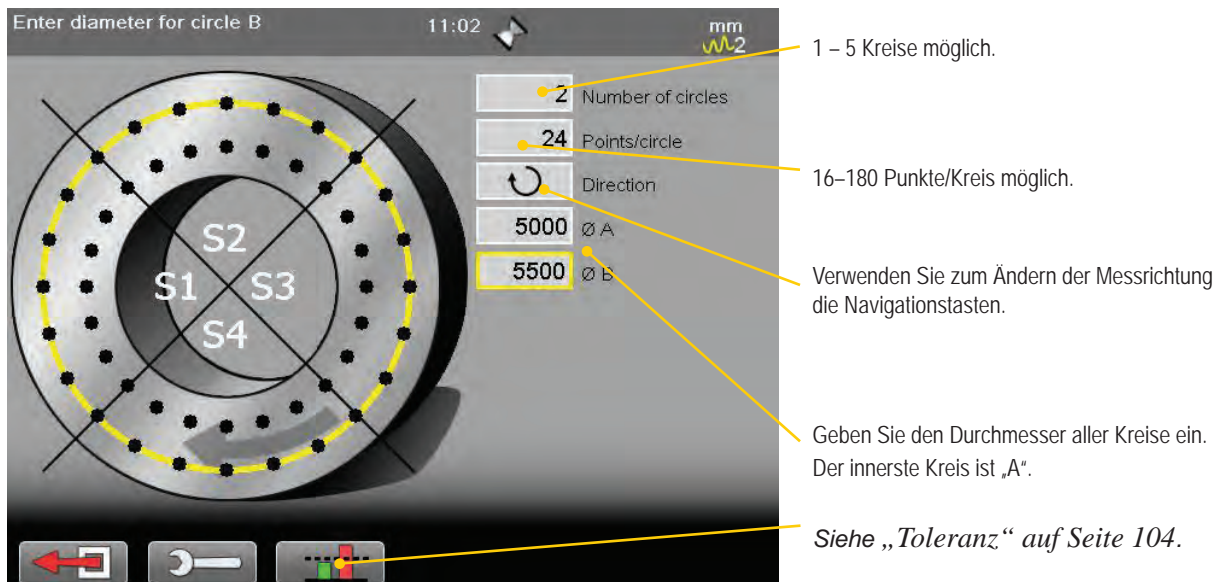 Enter diameter for circle B
11:02
mm
2
2 Number of circles
24 Points/circle
Direction
5000 Ø A
5500 Ø B
S2
S1 S3
S4
1 – 5 Kreise möglich.
16–180 Punkte/Kreis möglich.
Verwenden Sie zum Ändern der Messrichtung
die Navigationstasten.
Geben Sie den Durchmesser aller Kreise ein.
Der innerste Kreis ist „A“.
Siehe „Toleranz“ auf Seite 104.